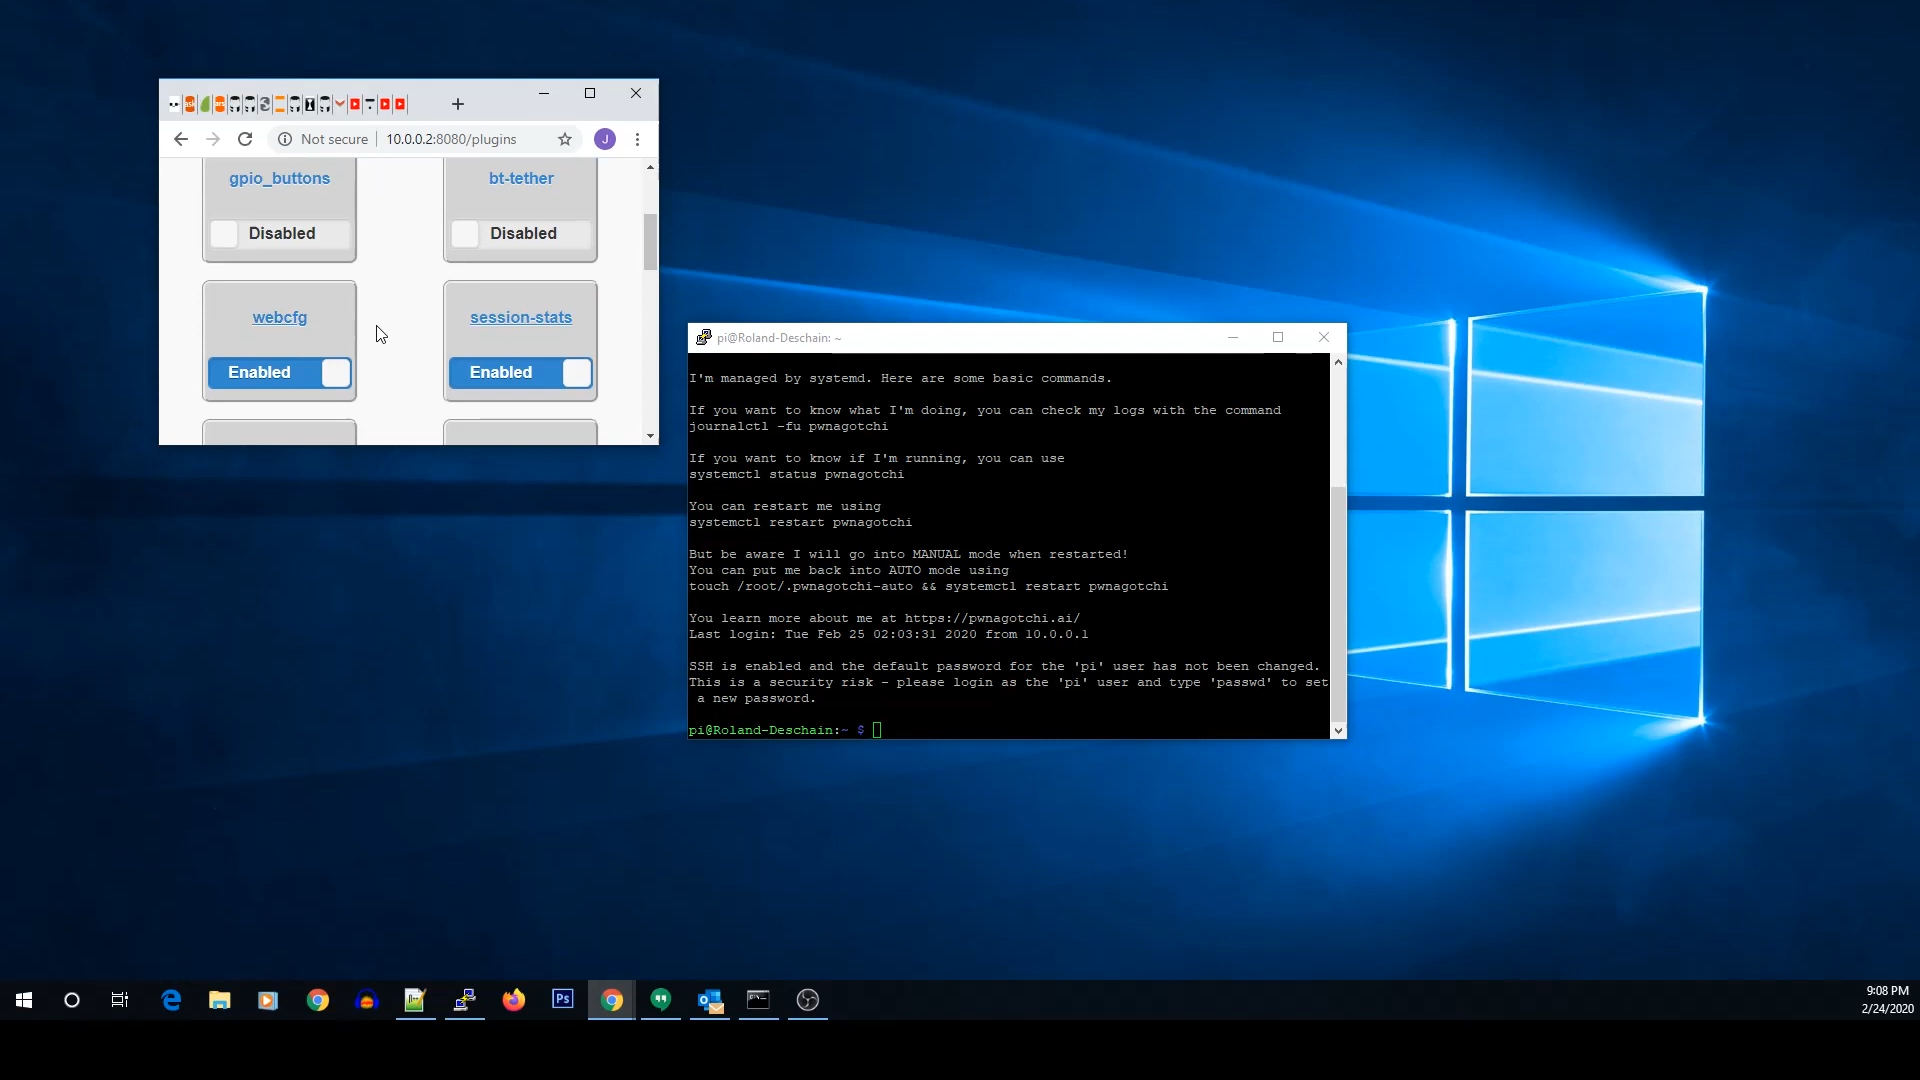 Not secure
10.0.0.2:8080/plugins
J
gpio_buttons
bt-tether
Disabled
Disabled
webcfg
session-stats
Enabled
Enabled
pi@Roland-Deschain: ~
I'm managed by systemd. Here are some basic commands.
If you want to know what I'm doing, you can check my logs with the command
journalctl -fu pwnagotchi
If you want to know if I'm running, you can use
systemctl status pwnagotchi
You can restart me using
systemctl restart pwnagotchi
But be aware I will go into MANUAL mode when restarted!
You can put me back into AUTO mode using
touch /root/.pwnagotchi-auto && systemctl restart pwnagotchi
You learn more about me at https://pwnagotchi.ai/
Last login: Tue Feb 25 02:03:31 2020 from 10.0.0.1
SSH is enabled and the default password for the 'pi' user has not been changed.
This is a security risk - please login as the 'pi' user and type 'passwd' to set
a new password.
pi@Roland-Deschain:~ $
Ps
9:08 PM
2/24/2020